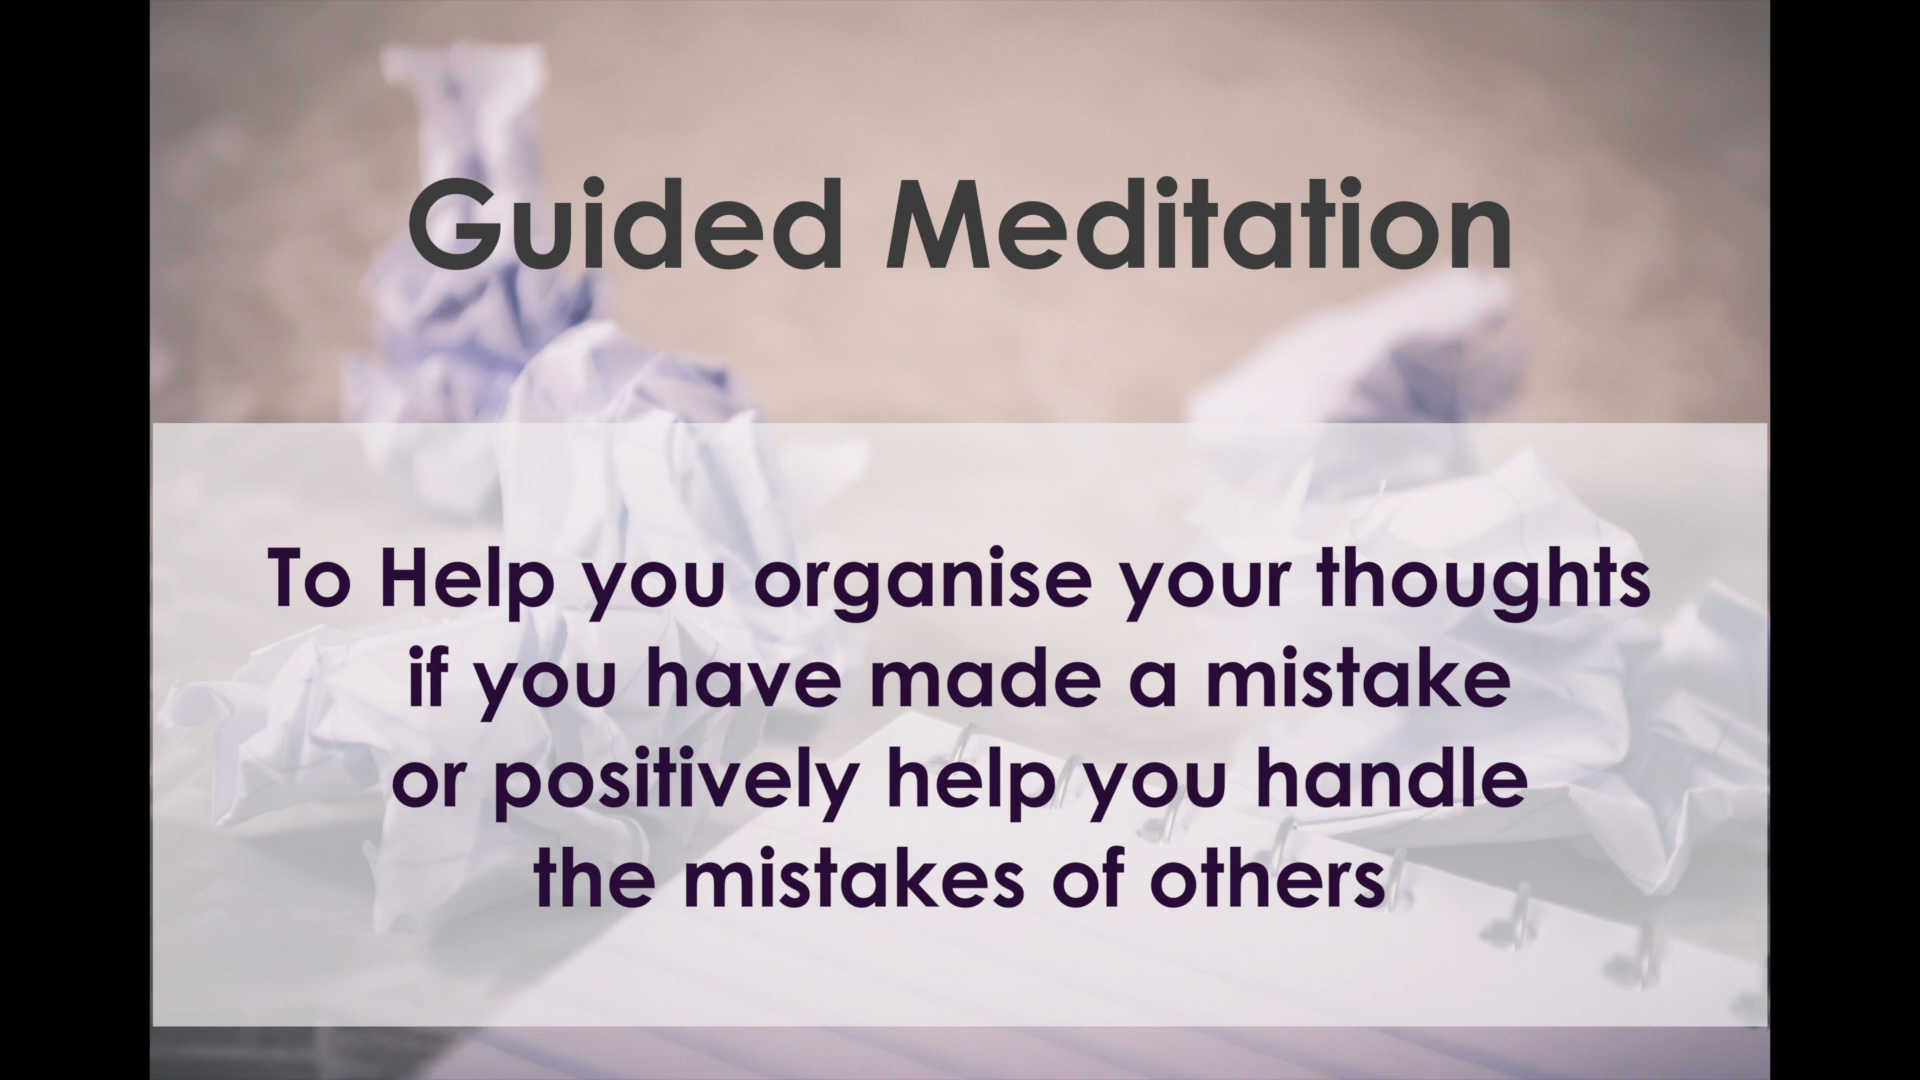 Guided Meditation
To Help you organise your thoughts
if you have made a mistake
or positively help you handle
the mistakes of others